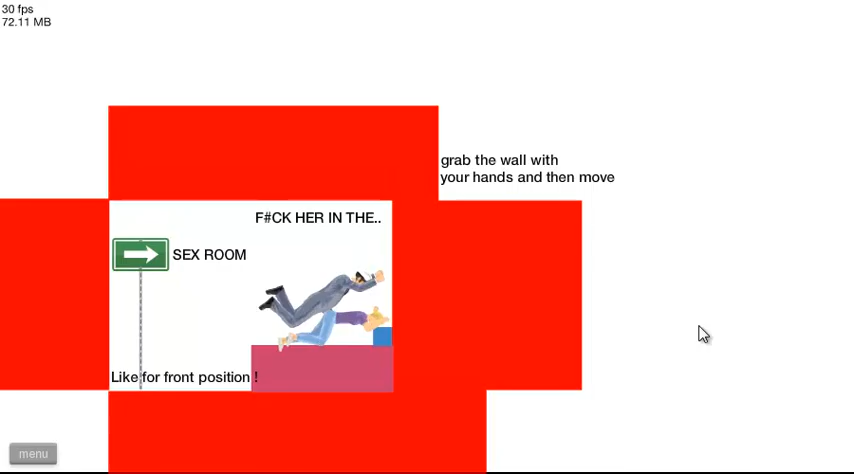 30 fps
72.11 MB
grab the wall with
your hands and then move
F#CK HER IN THE..
SEX ROOM
Like for front position !
menu